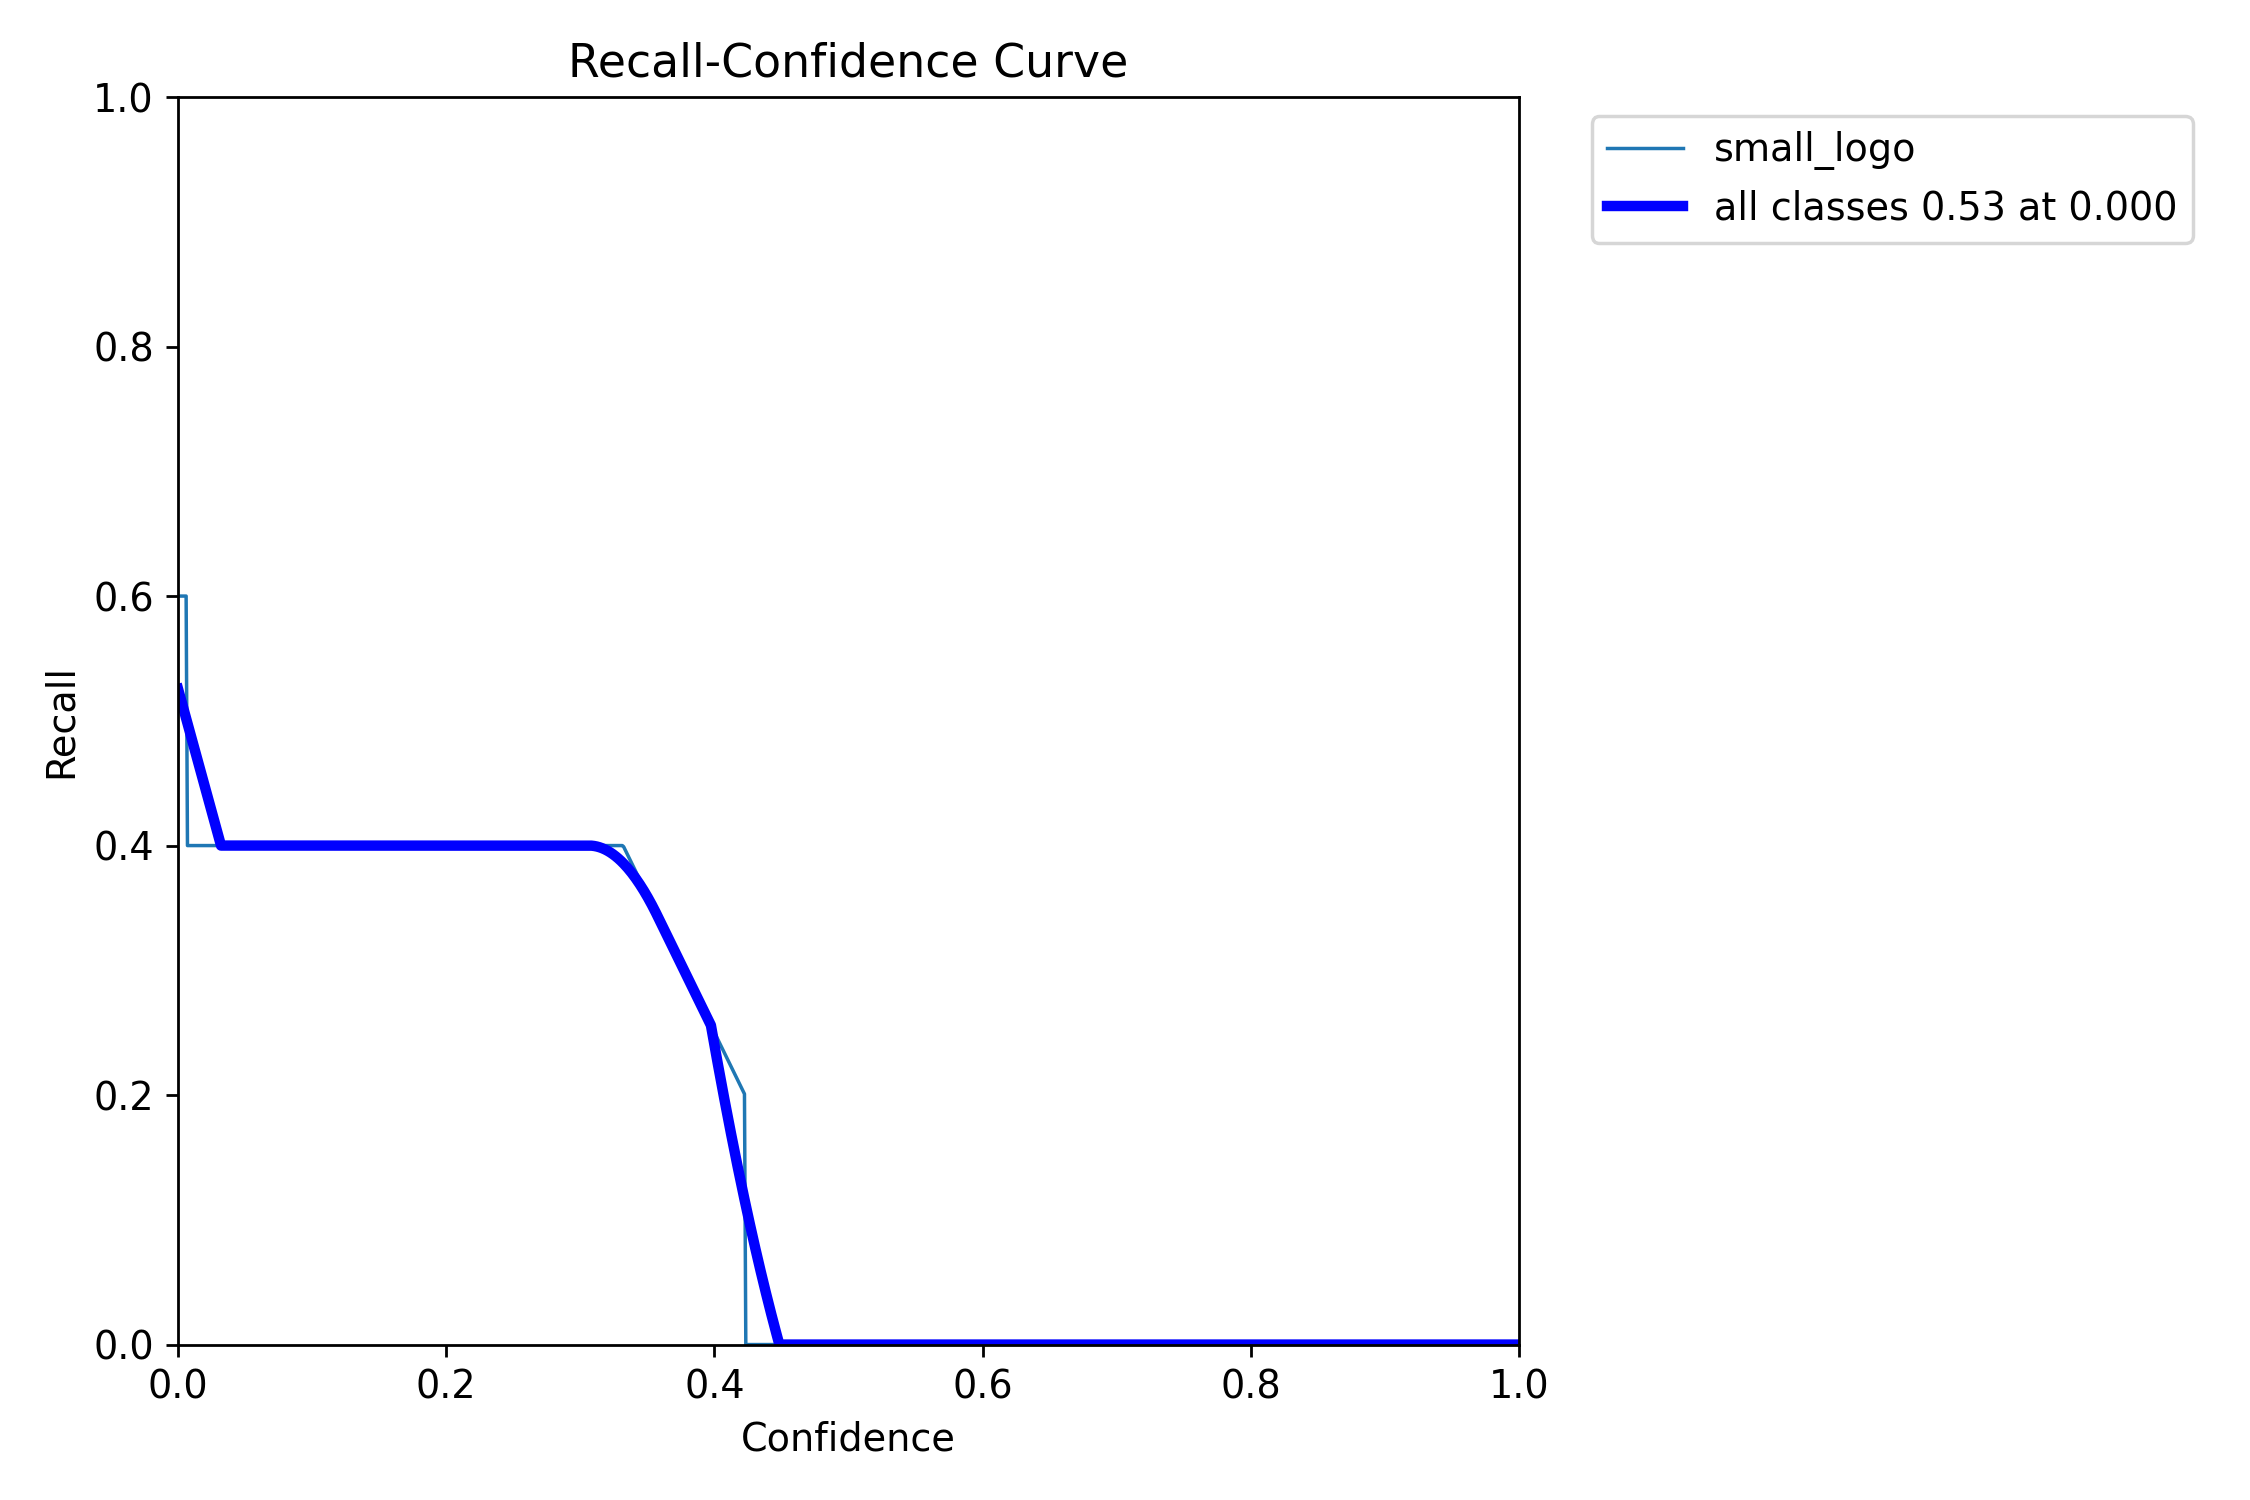 Recall-Confidence Curve
1.0
0.8
0.6
0.4
0.2
0.0
Recall
0.0 0.2 0.4 0.6 0.8 1.0
Confidence
small_logo
all classes 0.53 at 0.000